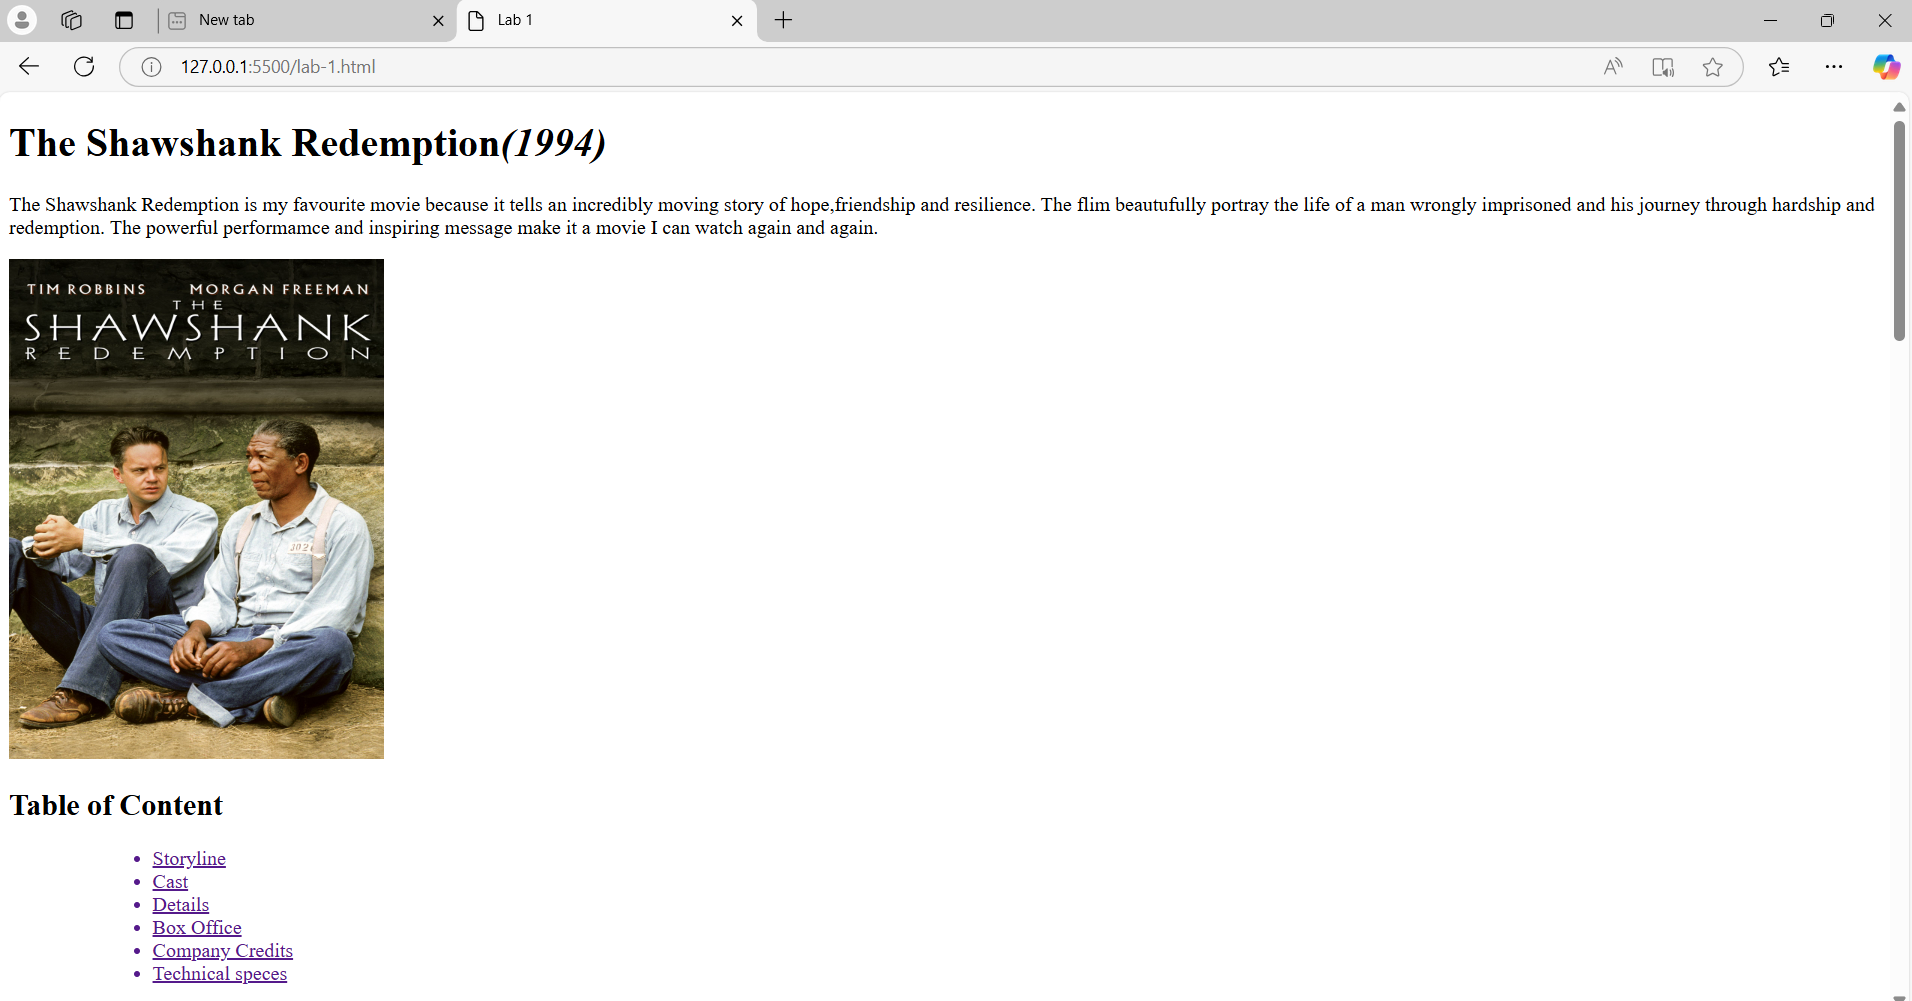 New tab
Lab 1
127.0.0.1:5500/lab-1.html
The Shawshank Redemption(1994)
The Shawshank Redemption is my favourite movie because it tells an incredibly moving story of hope,friendship and resilience. The flim beautufully portray the life of a man wrongly imprisoned and his journey through hardship and
redemption. The powerful performamce and inspiring message make it a movie I can watch again and again.
TIM ROBBINS MORGAN FREEMAN
THE
SHAWSHANK
REDEMPTION
Table of Content
• Storyline
• Cast
• Details
• Box Office
• Company Credits
• Technical speces